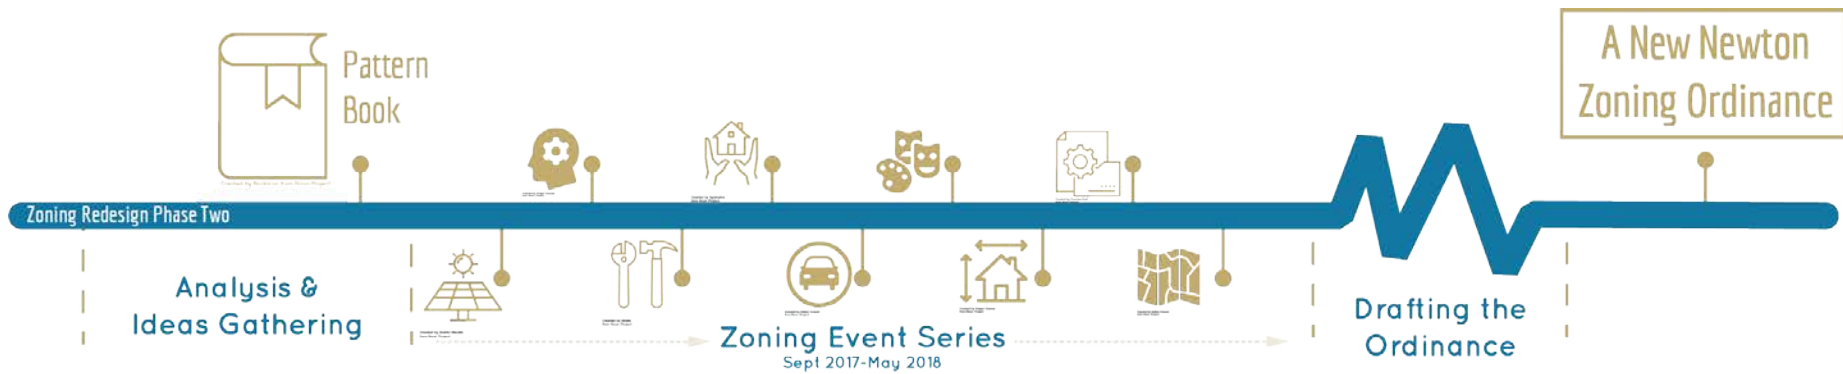 Pattern
Book
A New Newton
Zoning Ordinance
Zoning Redesign Phase Two
Analysis &
Ideas Gathering
Zoning Event Series
Sept 2017-May 2018
Drafting the
Ordinance